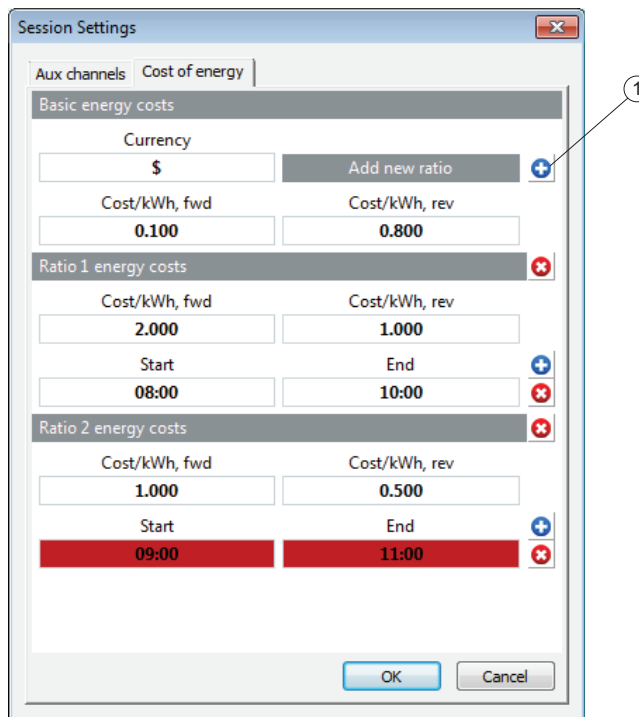 Session Settings
Aux channels Cost of energy
Basic energy costs
Currency
$ Add new ratio
1
Cost/kWh, fwd Cost/kWh, rev
0.100 0.800
Ratio 1 energy costs
Cost/kWh, fwd Cost/kWh, rev
2.000 1.000
Start End
08:00 10:00
Ratio 2 energy costs
Cost/kWh, fwd Cost/kWh, rev
1.000 0.500
Start End
09:00 11:00
OK Cancel